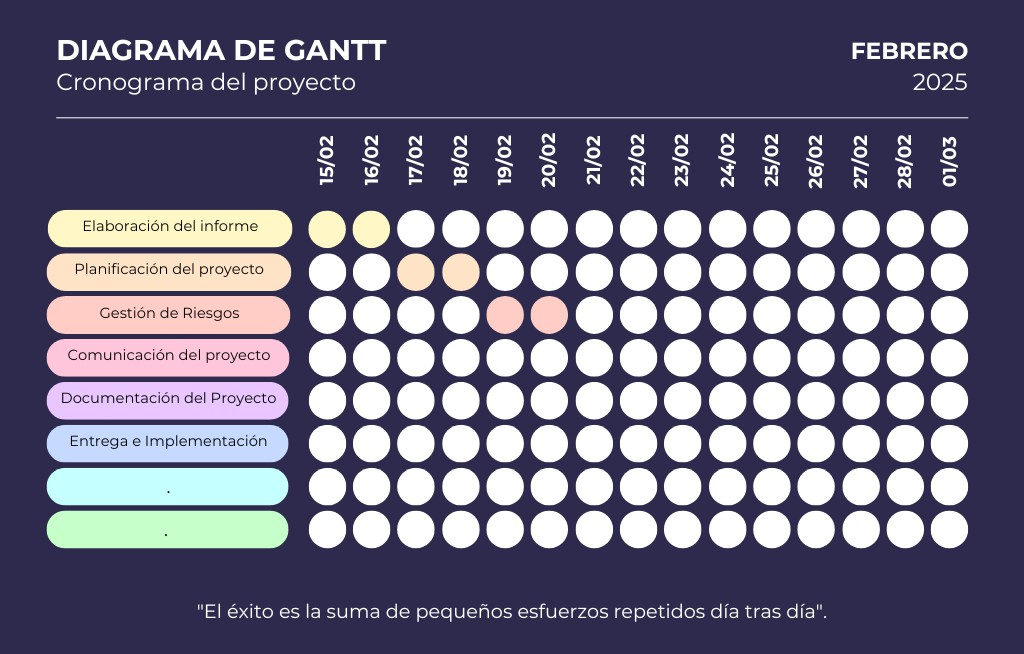 DIAGRAMA DE GANTT
Cronograma del proyecto
FEBRERO
2025
15/02 16/02 17/02 18/02 19/02 20/02 21/02 22/02 23/02 24/02 25/02 26/02 27/02 28/02 01/03
Elaboración del informe
Planificación del proyecto
Gestión de Riesgos
Comunicación del proyecto
Documentación del Proyecto
Entrega e Implementación
.
.
"El éxito es la suma de pequeños esfuerzos repetidos día tras día".